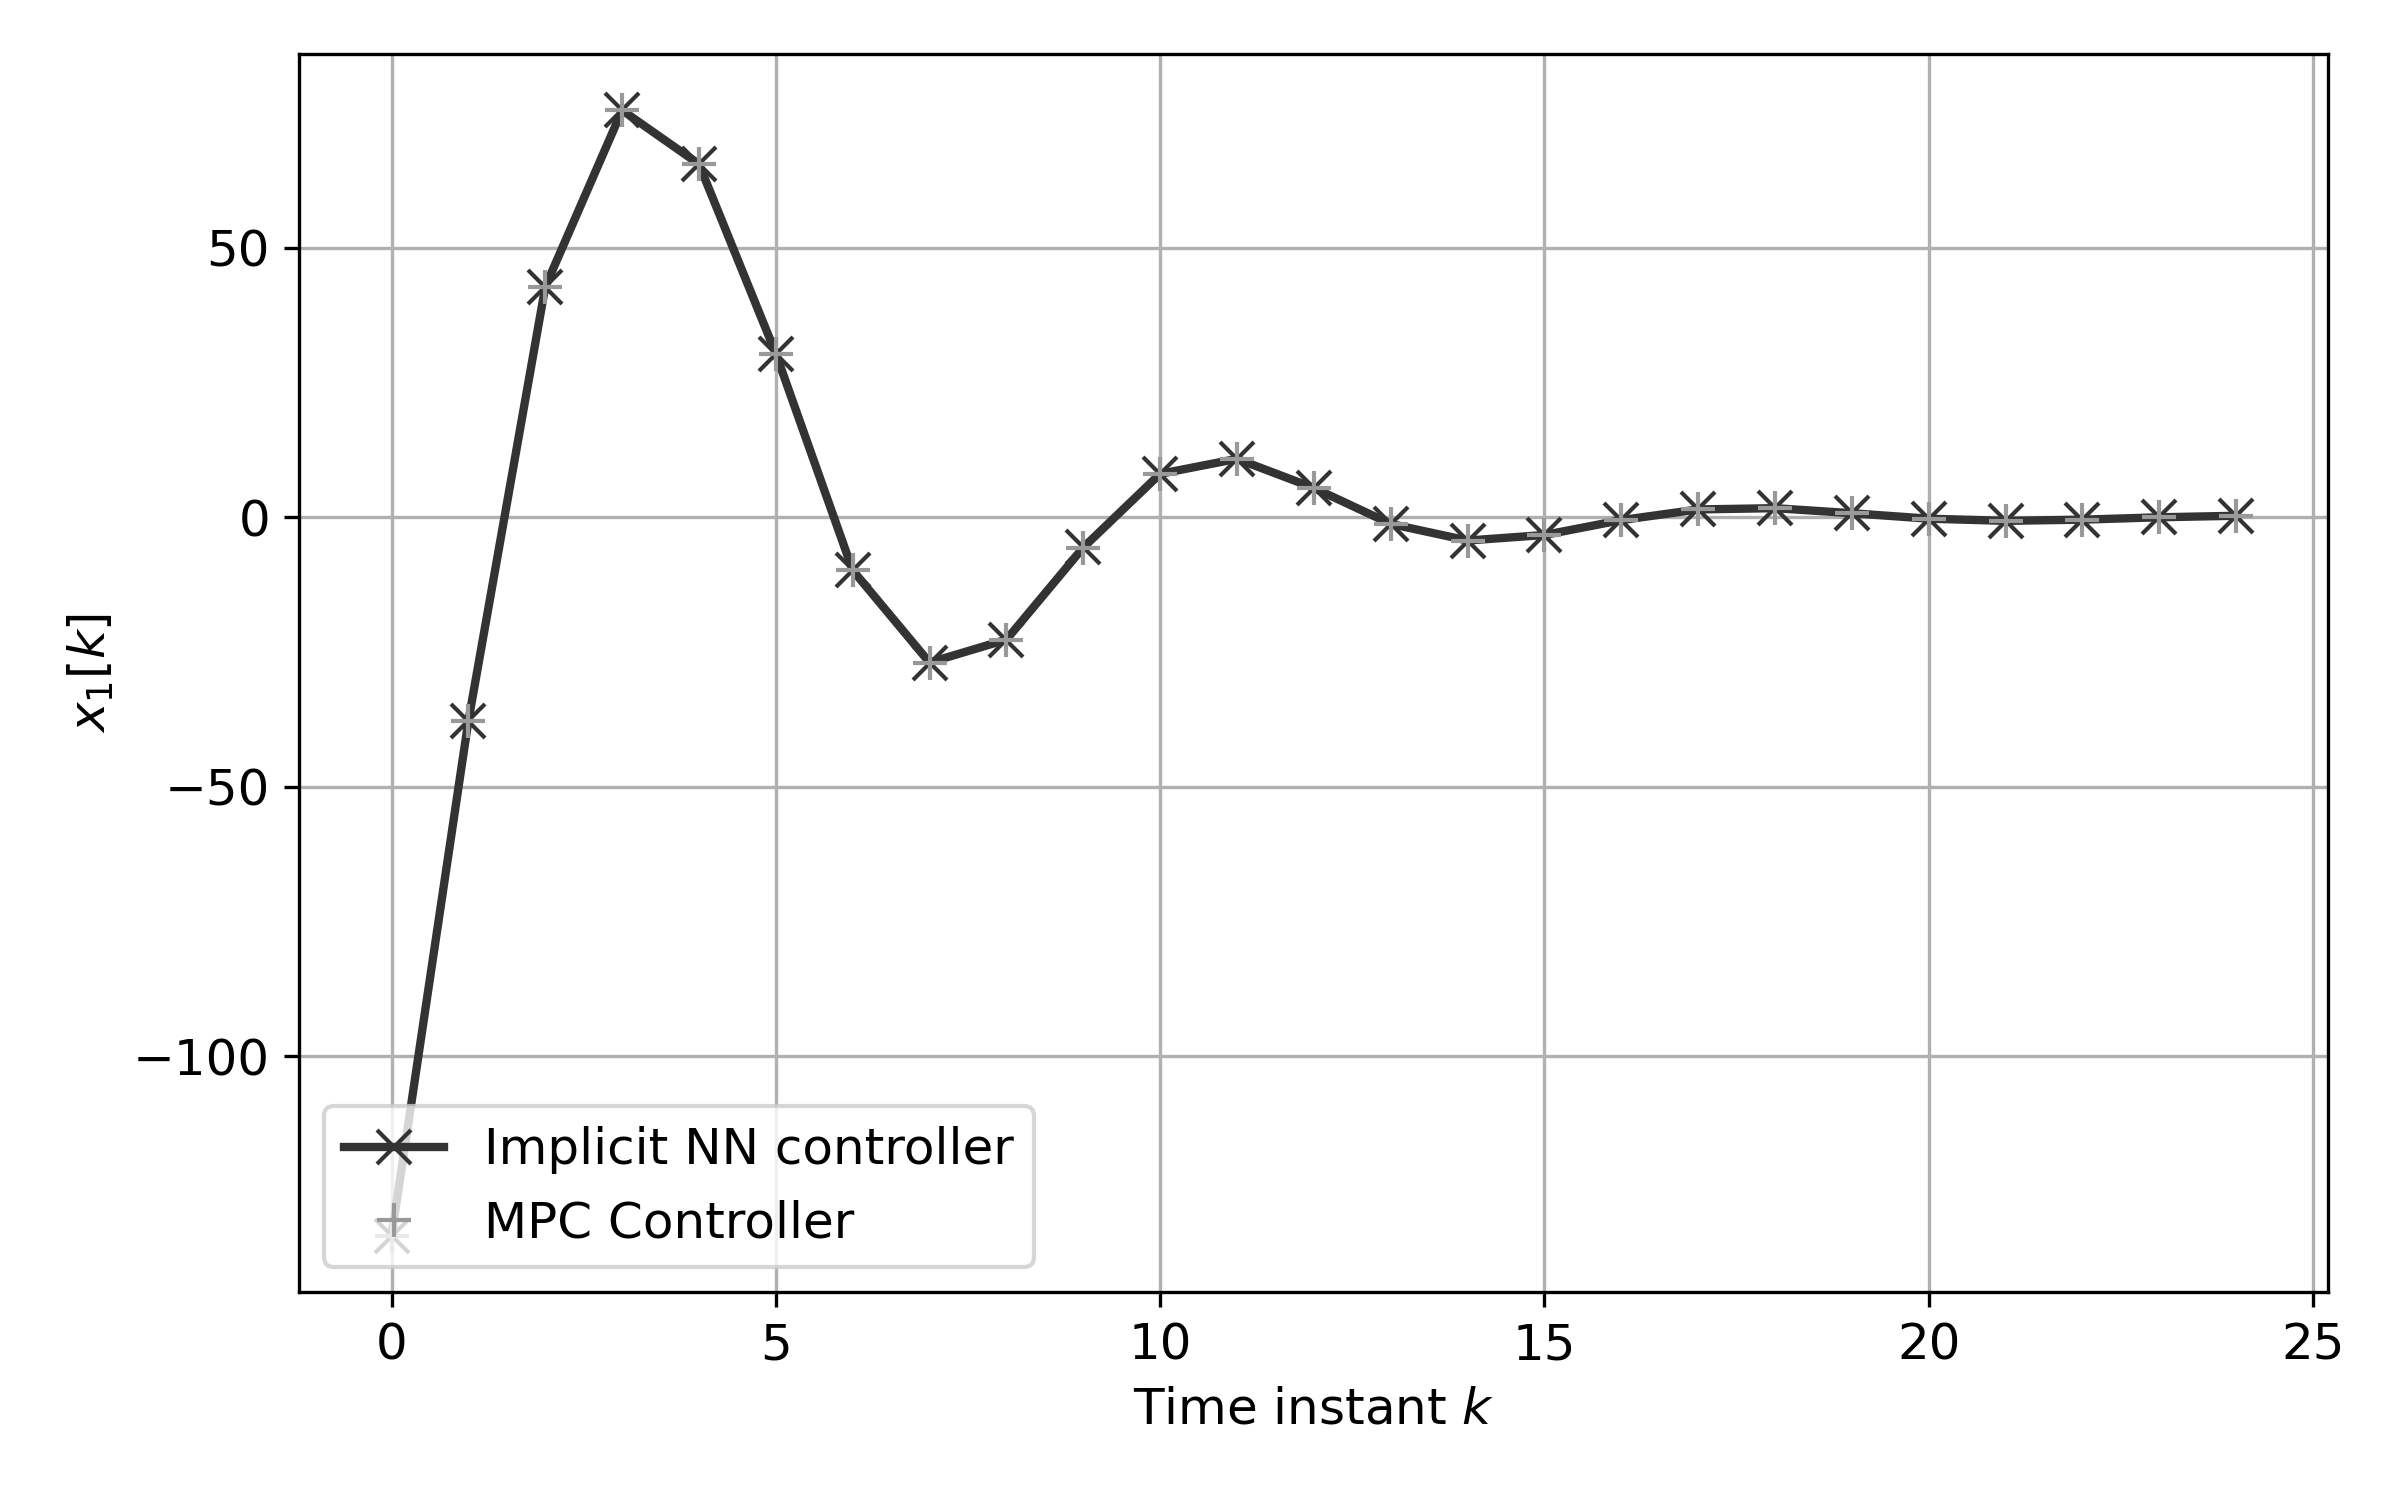 50
0
−50
−100
x₁[k]
Implicit NN controller
MPC Controller
0 5 10 15 20 25
Time instant k